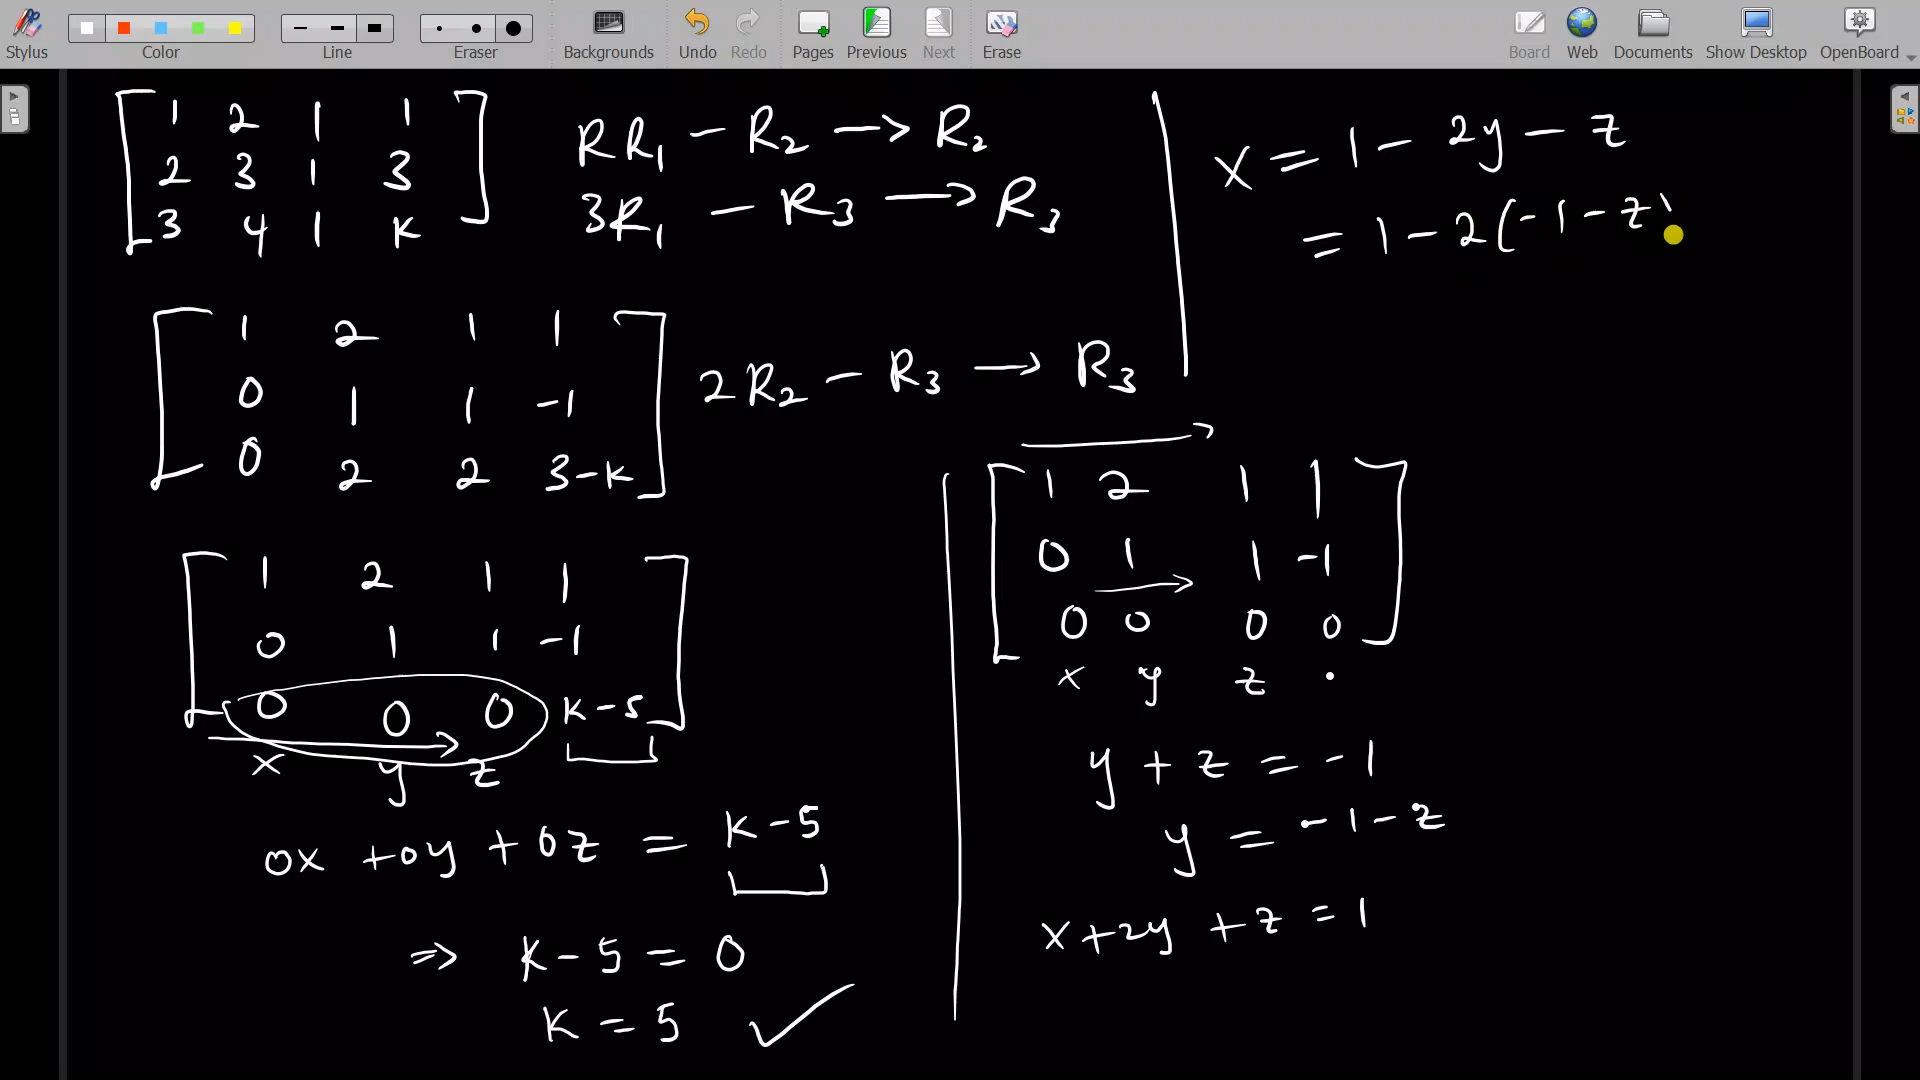 Stylus Color Line Eraser Backgrounds Undo Redo Pages Previous Next Erase Board Web Documents Show Desktop OpenBoard
1 2 1 1
2 3 1 3
3 4 1 K
RR₁ - R₂ → R₂
3R₁ - R₃ → R₃
1 2 1 1
0 1 1 -1
0 2 2 3-K
2R₂ - R₃ → R₃
1 2 1 1
0 1 1 -1
0 0 0 K-5
x y z
0x + 0y + 0z = K-5
⇒ K-5 = 0
K = 5 ✓
1 2 1 1
0 1 1 -1
0 0 0 0
x y z .
y + z = -1
y = -1-z
x+2y+z = 1
x = 1 - 2y - z
= 1 - 2(-1 - z)